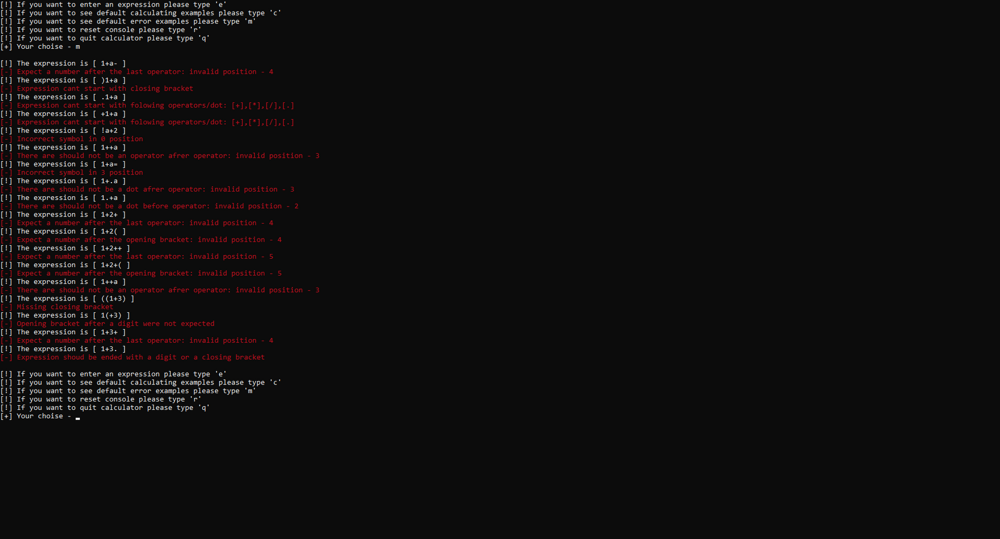 [!] If you want to enter an expression please type 'e'
[!] If you want to see default calculating examples please type 'c'
[!] If you want to see default error examples please type 'm'
[!] If you want to reset console please type 'r'
[!] If you want to quit calculator please type 'q'
[+] Your choise - m
[!] The expression is [ 1+a- ]
[-] Expect a number after the last operator: invalid position - 4
[!] The expression is [ )1+a ]
[-] Expression cant start with closing bracket
[!] The expression is [ .1+a ]
[-] Expression cant start with folowing operators/dot: [+],[*],[/],[.]
[!] The expression is [ +1+a ]
[-] Expression cant start with folowing operators/dot: [+],[*],[/],[.]
[!] The expression is [ !a+2 ]
[-] Incorrect symbol in 0 position
[!] The expression is [ 1++a ]
[-] There are should not be an operator afrer operator: invalid position - 3
[!] The expression is [ 1+a= ]
[-] Incorrect symbol in 3 position
[!] The expression is [ 1+.a ]
[-] There are should not be a dot afrer operator: invalid position - 3
[!] The expression is [ 1.+a ]
[-] There are should not be a dot before operator: invalid position - 2
[!] The expression is [ 1+2+ ]
[-] Expect a number after the last operator: invalid position - 4
[!] The expression is [ 1+2( ]
[-] Expect a number after the opening bracket: invalid position - 4
[!] The expression is [ 1+2++ ]
[-] Expect a number after the last operator: invalid position - 5
[!] The expression is [ 1+2+( ]
[-] Expect a number after the opening bracket: invalid position - 5
[!] The expression is [ 1++a ]
[-] There are should not be an operator afrer operator: invalid position - 3
[!] The expression is [ ((1+3) ]
[-] Missing closing bracket
[!] The expression is [ 1(+3) ]
[-] Opening bracket after a digit were not expected
[!] The expression is [ 1+3+ ]
[-] Expect a number after the last operator: invalid position - 4
[!] The expression is [ 1+3. ]
[-] Expression shoud be ended with a digit or a closing bracket
[!] If you want to enter an expression please type 'e'
[!] If you want to see default calculating examples please type 'c'
[!] If you want to see default error examples please type 'm'
[!] If you want to reset console please type 'r'
[!] If you want to quit calculator please type 'q'
[+] Your choise -